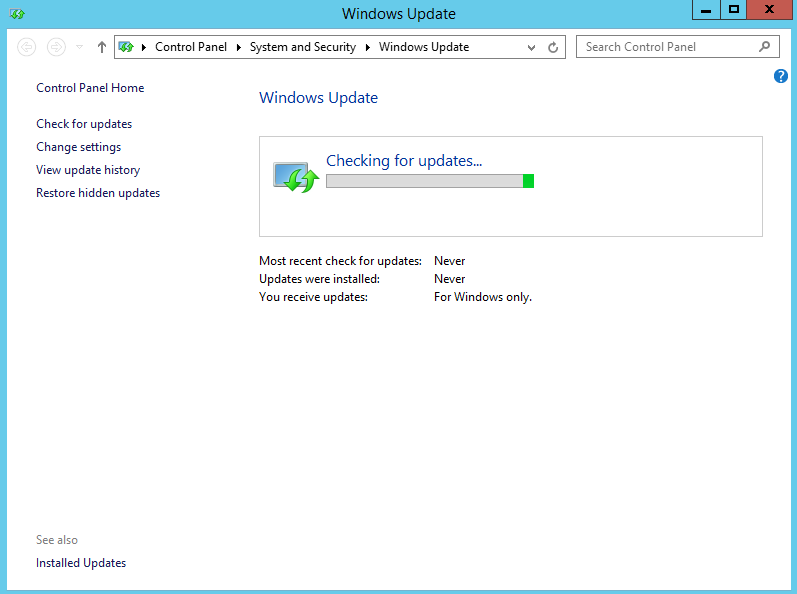 Windows Update
Control Panel System and Security Windows Update
Search Control Panel
Control Panel Home
Check for updates
Change settings
View update history
Restore hidden updates
Windows Update
Checking for updates...
Most recent check for updates: Never
Updates were installed: Never
You receive updates: For Windows only.
See also
Installed Updates